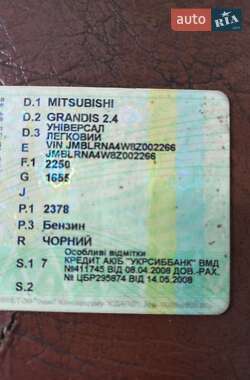 auto RIA
D.1 MITSUBISHI
D.2 GRANDIS 2.4
D.3 УНІВЕРСАЛ
ЛЕГКОВИЙ
E VIN JMBLRNA4W8Z002266
JMBLRNA4W8Z002266
F.1 2250
G 1655
J
P.1 2378
P.3 Бензин
R ЧОРНИЙ
Особливі відмітки
S.1 7 КРЕДИТ АКІБ "УКРСИББАНК" ВМД
№411745 ВІД 08.04.2008 ДОВ.-РАХ.
№ ЦБР295874 ВІД 14.05.2008
S.2